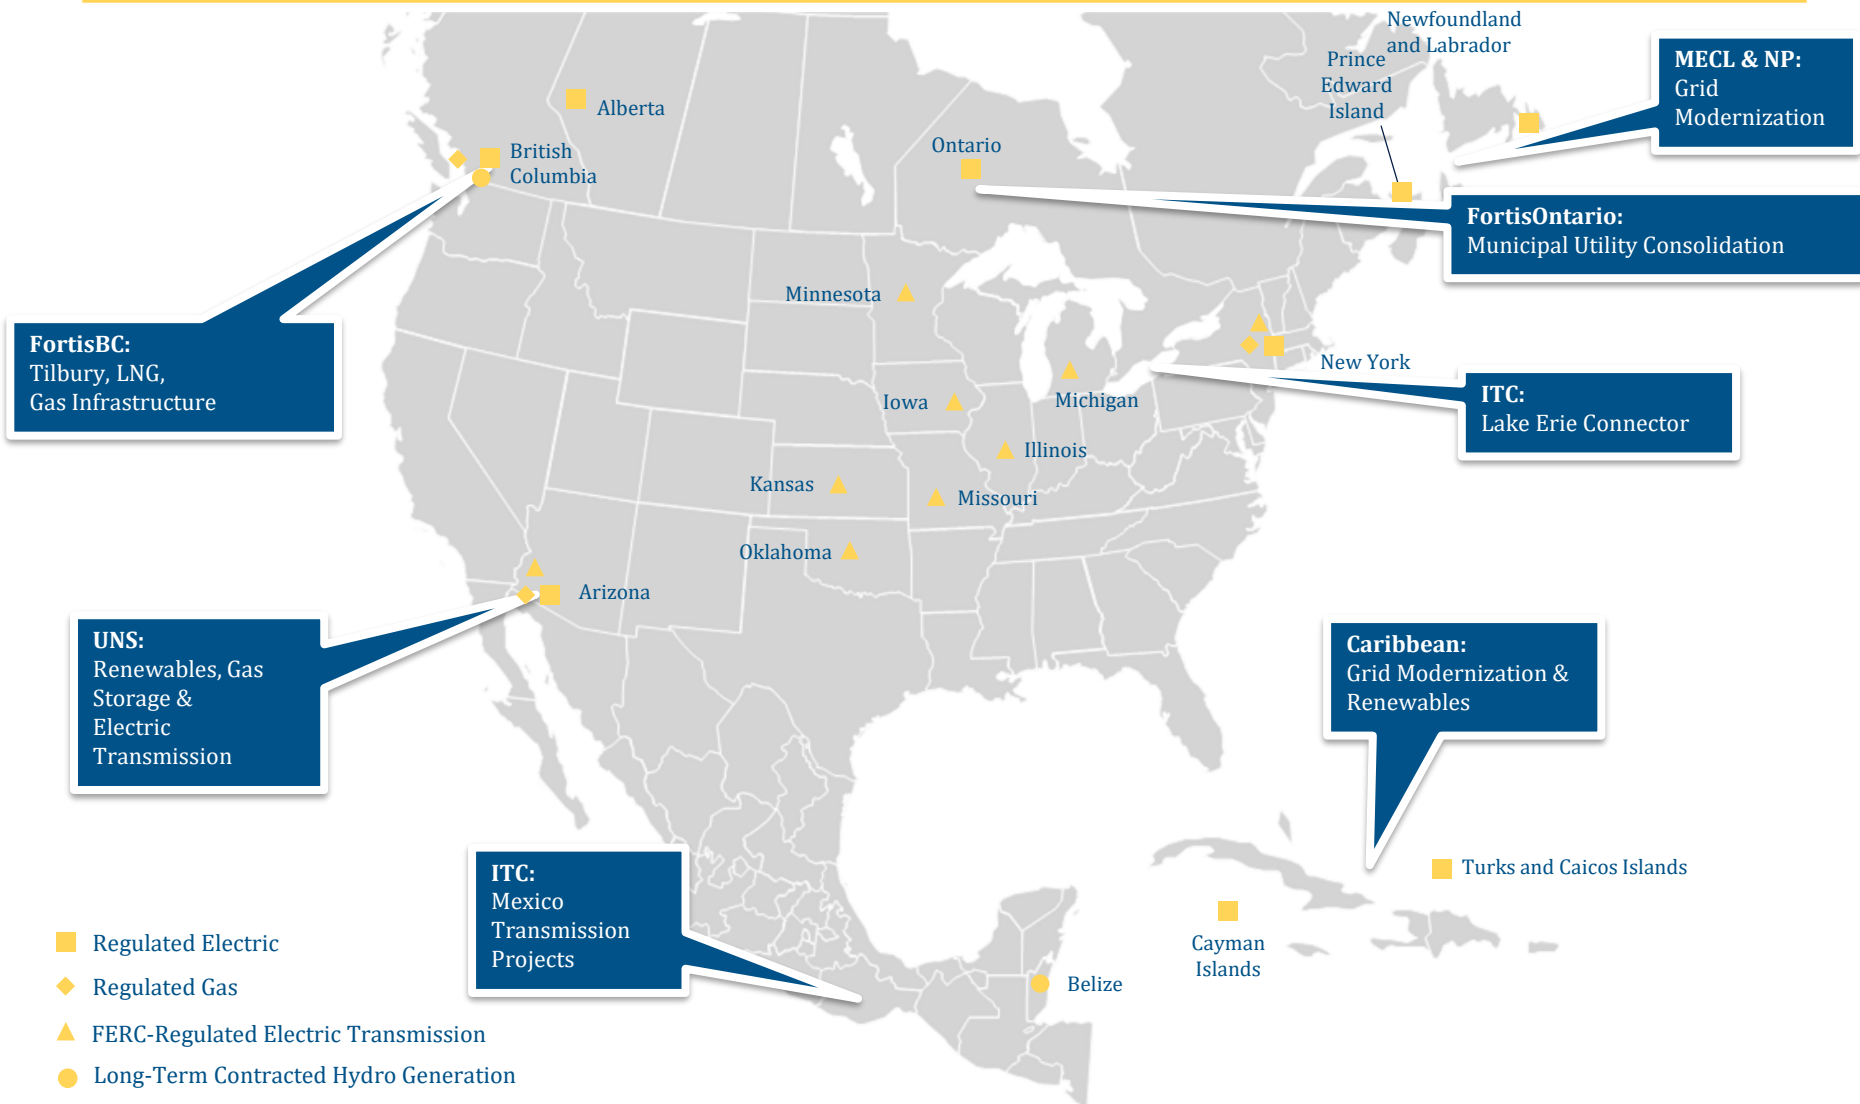 Newfoundland
and Labrador
Prince
Edward
Island
MECL & NP:
Grid
Modernization
Alberta
British
Columbia
Ontario
FortisOntario:
Municipal Utility Consolidation
Minnesota
FortisBC:
Tilbury, LNG,
Gas Infrastructure
New York
ITC:
Lake Erie Connector
Iowa
Michigan
Illinois
Kansas
Missouri
Oklahoma
Arizona
UNS:
Renewables, Gas
Storage &
Electric
Transmission
Caribbean:
Grid Modernization &
Renewables
ITC:
Mexico
Transmission
Projects
Turks and Caicos Islands
Cayman
Islands
Belize
Regulated Electric
Regulated Gas
FERC-Regulated Electric Transmission
Long-Term Contracted Hydro Generation